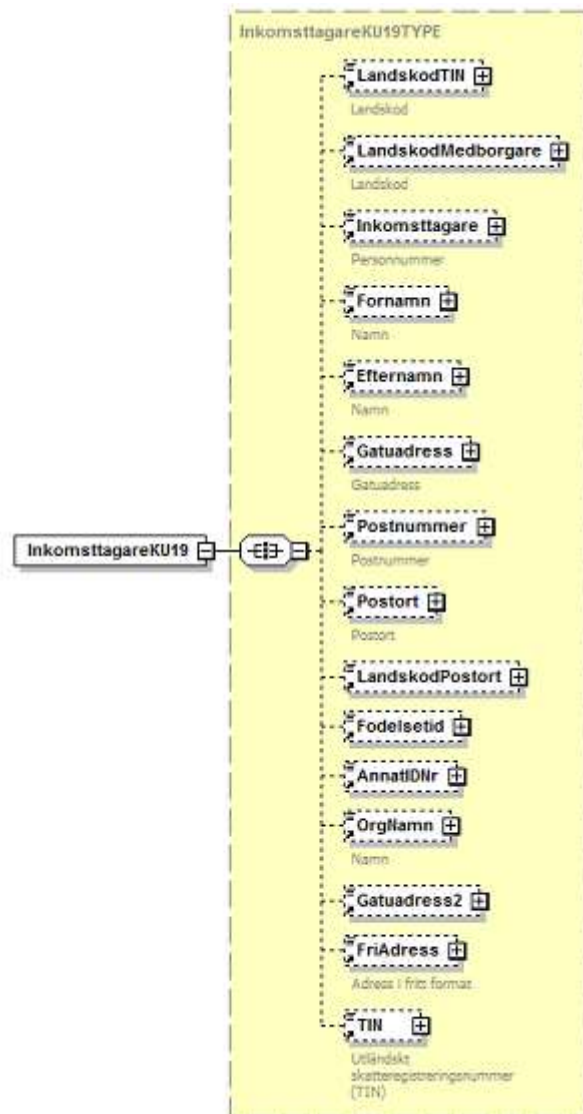 InkomsttagareKU19TYPE
LandskodTIN
Landskod
LandskodMedborgare
Landskod
Inkomsttagare
Personnummer
Fornamn
Namn
Efternamn
Namn
Gatuadress
Gatuadress
InkomsttagareKU19
Postnummer
Postnummer
Postort
Postort
LandskodPostort
Fodelsetid
AnnatIDNr
OrgNamn
Namn
Gatuadress2
FriAdress
Adress i fritt format
TIN
Utländskt
skatteregistreringsnummer
(TIN)